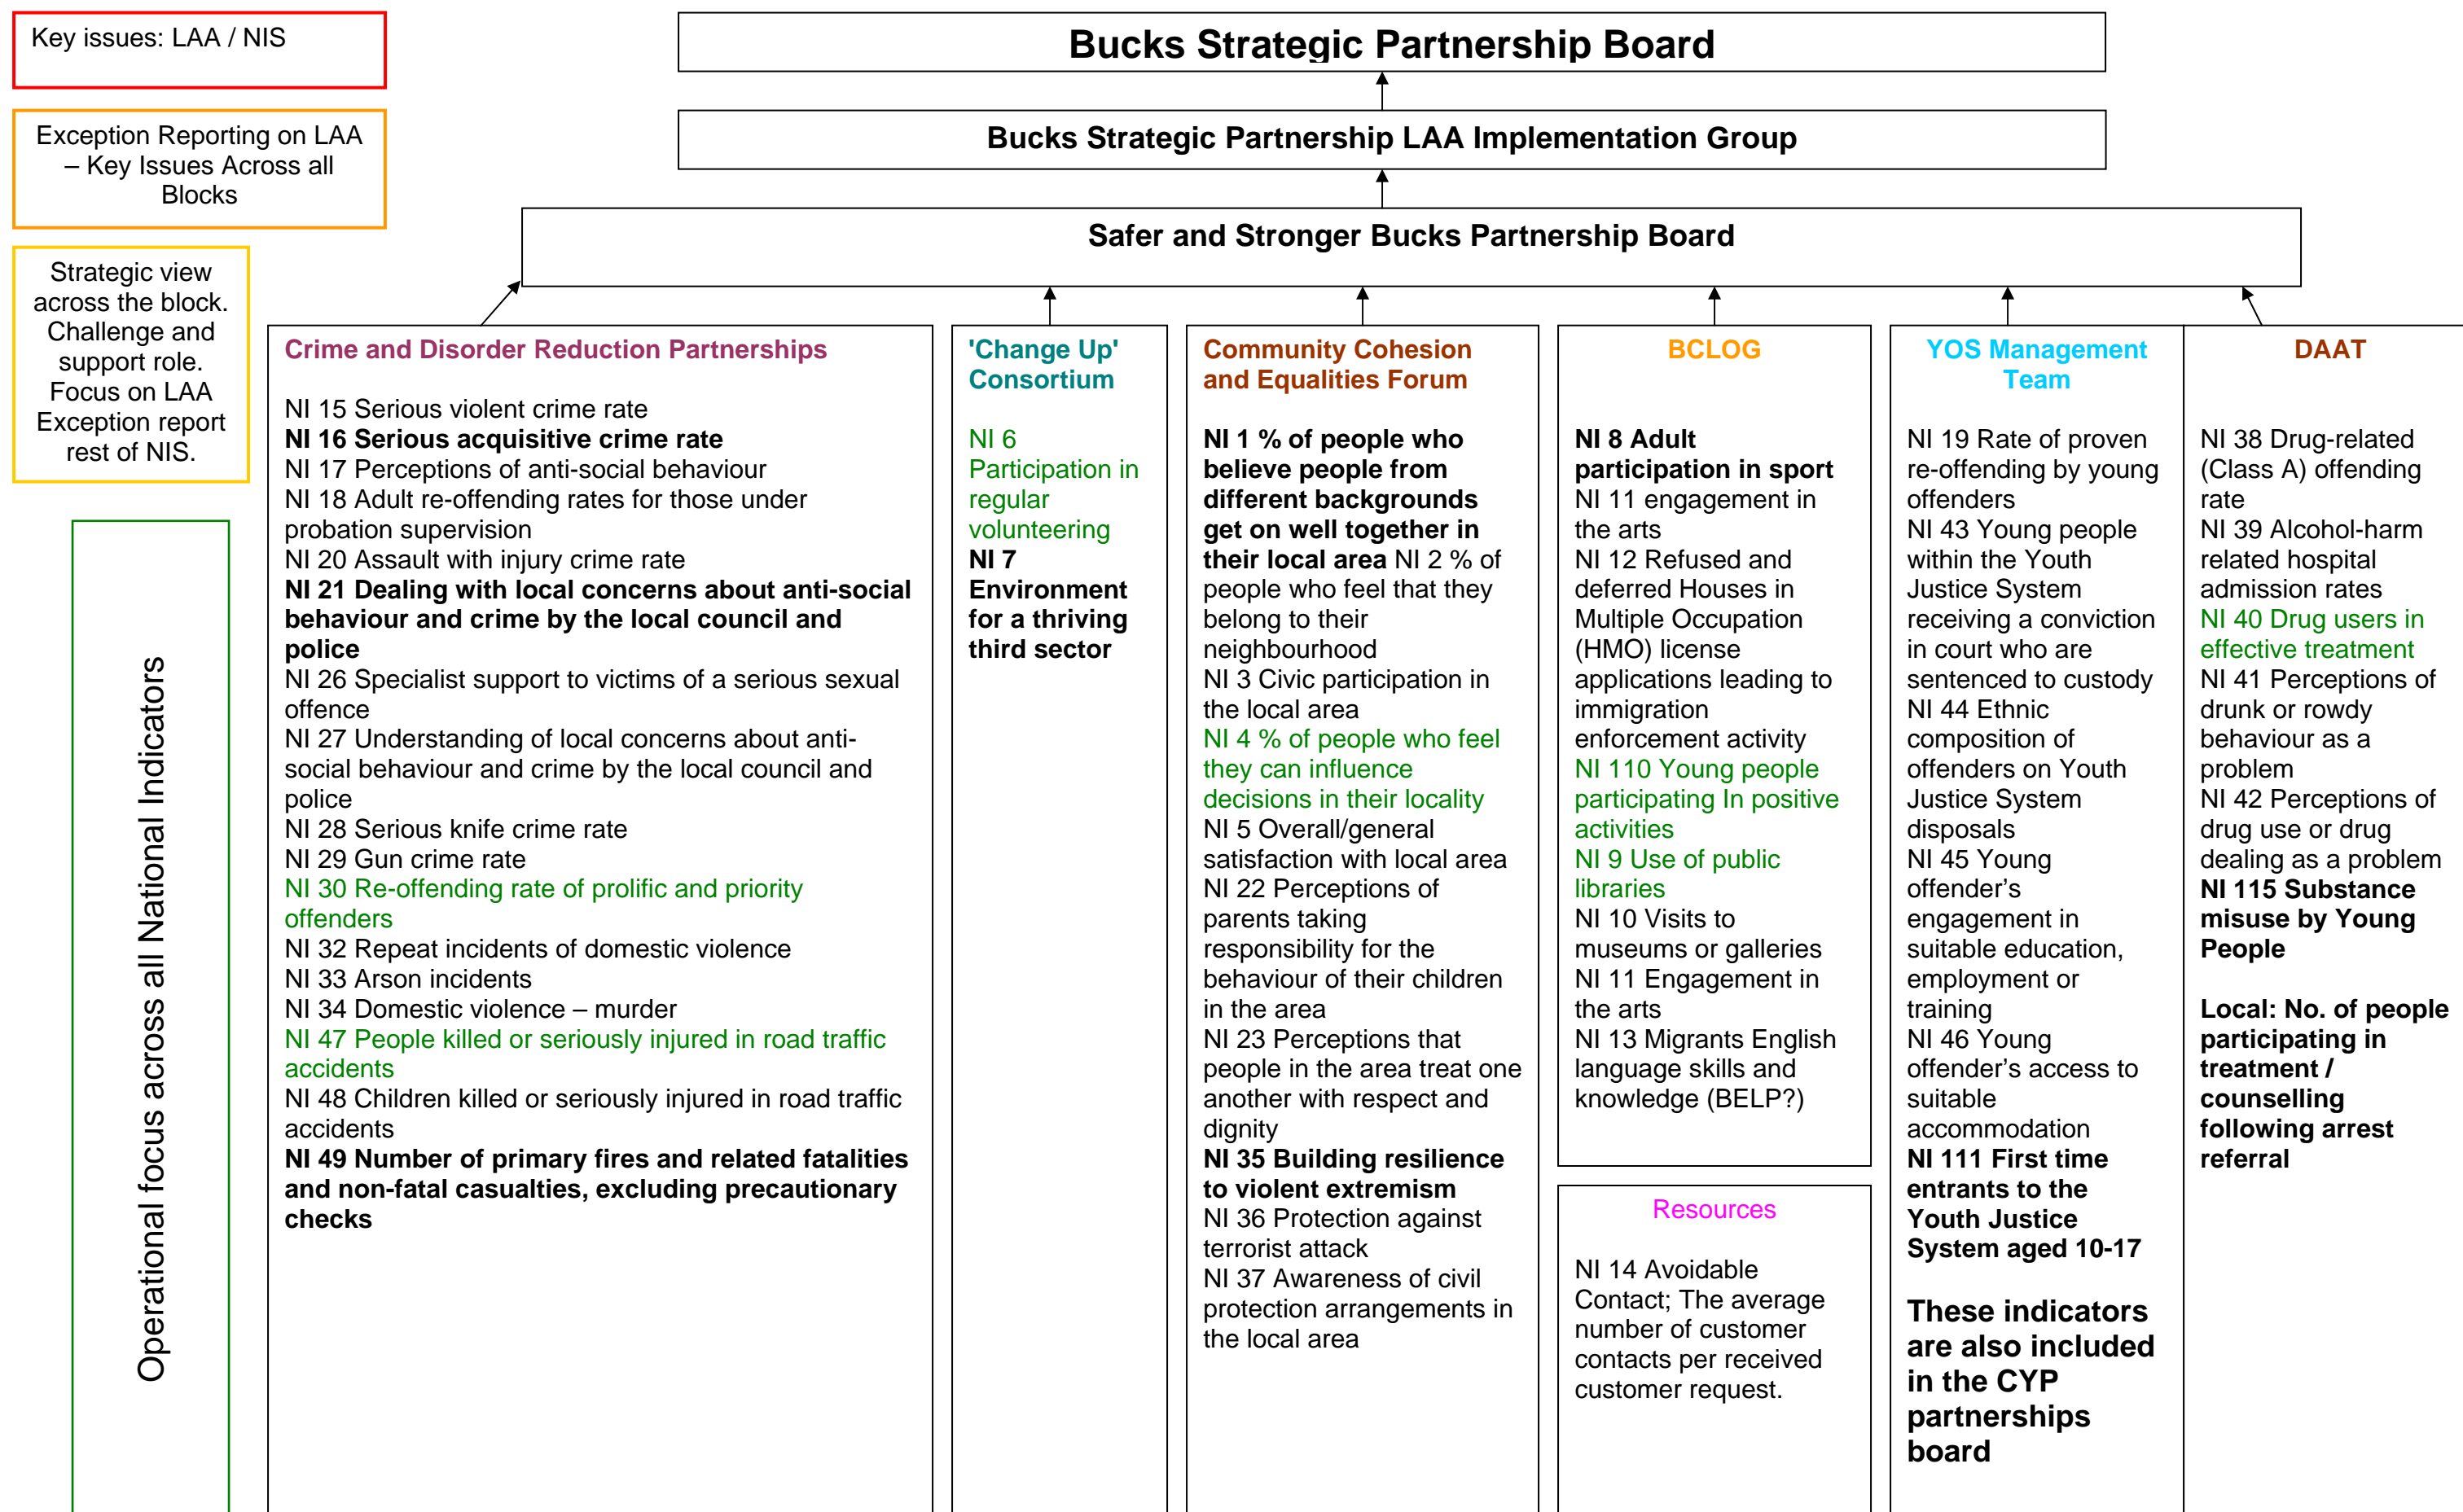 Key issues: LAA / NIS
Bucks Strategic Partnership Board
Exception Reporting on LAA
– Key Issues Across all
Blocks
Bucks Strategic Partnership LAA Implementation Group
Safer and Stronger Bucks Partnership Board
Strategic view
across the block.
Challenge and
support role.
Focus on LAA
Exception report
rest of NIS.
Operational focus across all National Indicators
Crime and Disorder Reduction Partnerships
NI 15 Serious violent crime rate
NI 16 Serious acquisitive crime rate
NI 17 Perceptions of anti-social behaviour
NI 18 Adult re-offending rates for those under
probation supervision
NI 20 Assault with injury crime rate
NI 21 Dealing with local concerns about anti-social
behaviour and crime by the local council and
police
NI 26 Specialist support to victims of a serious sexual
offence
NI 27 Understanding of local concerns about anti-
social behaviour and crime by the local council and
police
NI 28 Serious knife crime rate
NI 29 Gun crime rate
NI 30 Re-offending rate of prolific and priority
offenders
NI 32 Repeat incidents of domestic violence
NI 33 Arson incidents
NI 34 Domestic violence – murder
NI 47 People killed or seriously injured in road traffic
accidents
NI 48 Children killed or seriously injured in road traffic
accidents
NI 49 Number of primary fires and related fatalities
and non-fatal casualties, excluding precautionary
checks
'Change Up'
Consortium
NI 6
Participation in
regular
volunteering
NI 7
Environment
for a thriving
third sector
Community Cohesion
and Equalities Forum
NI 1 % of people who
believe people from
different backgrounds
get on well together in
their local area NI 2 % of
people who feel that they
belong to their
neighbourhood
NI 3 Civic participation in
the local area
NI 4 % of people who feel
they can influence
decisions in their locality
NI 5 Overall/general
satisfaction with local area
NI 22 Perceptions of
parents taking
responsibility for the
behaviour of their children
in the area
NI 23 Perceptions that
people in the area treat one
another with respect and
dignity
NI 35 Building resilience
to violent extremism
NI 36 Protection against
terrorist attack
NI 37 Awareness of civil
protection arrangements in
the local area
BCLOG
NI 8 Adult
participation in sport
NI 11 engagement in
the arts
NI 12 Refused and
deferred Houses in
Multiple Occupation
(HMO) license
applications leading to
immigration
enforcement activity
NI 110 Young people
participating In positive
activities
NI 9 Use of public
libraries
NI 10 Visits to
museums or galleries
NI 11 Engagement in
the arts
NI 13 Migrants English
language skills and
knowledge (BELP?)
Resources
NI 14 Avoidable
Contact; The average
number of customer
contacts per received
customer request.
YOS Management
Team
NI 19 Rate of proven
re-offending by young
offenders
NI 43 Young people
within the Youth
Justice System
receiving a conviction
in court who are
sentenced to custody
NI 44 Ethnic
composition of
offenders on Youth
Justice System
disposals
NI 45 Young
offender’s
engagement in
suitable education,
employment or
training
NI 46 Young
offender’s access to
suitable
accommodation
NI 111 First time
entrants to the
Youth Justice
System aged 10-17
These indicators
are also included
in the CYP
partnerships
board
DAAT
NI 38 Drug-related
(Class A) offending
rate
NI 39 Alcohol-harm
related hospital
admission rates
NI 40 Drug users in
effective treatment
NI 41 Perceptions of
drunk or rowdy
behaviour as a
problem
NI 42 Perceptions of
drug use or drug
dealing as a problem
NI 115 Substance
misuse by Young
People
Local: No. of people
participating in
treatment /
counselling
following arrest
referral